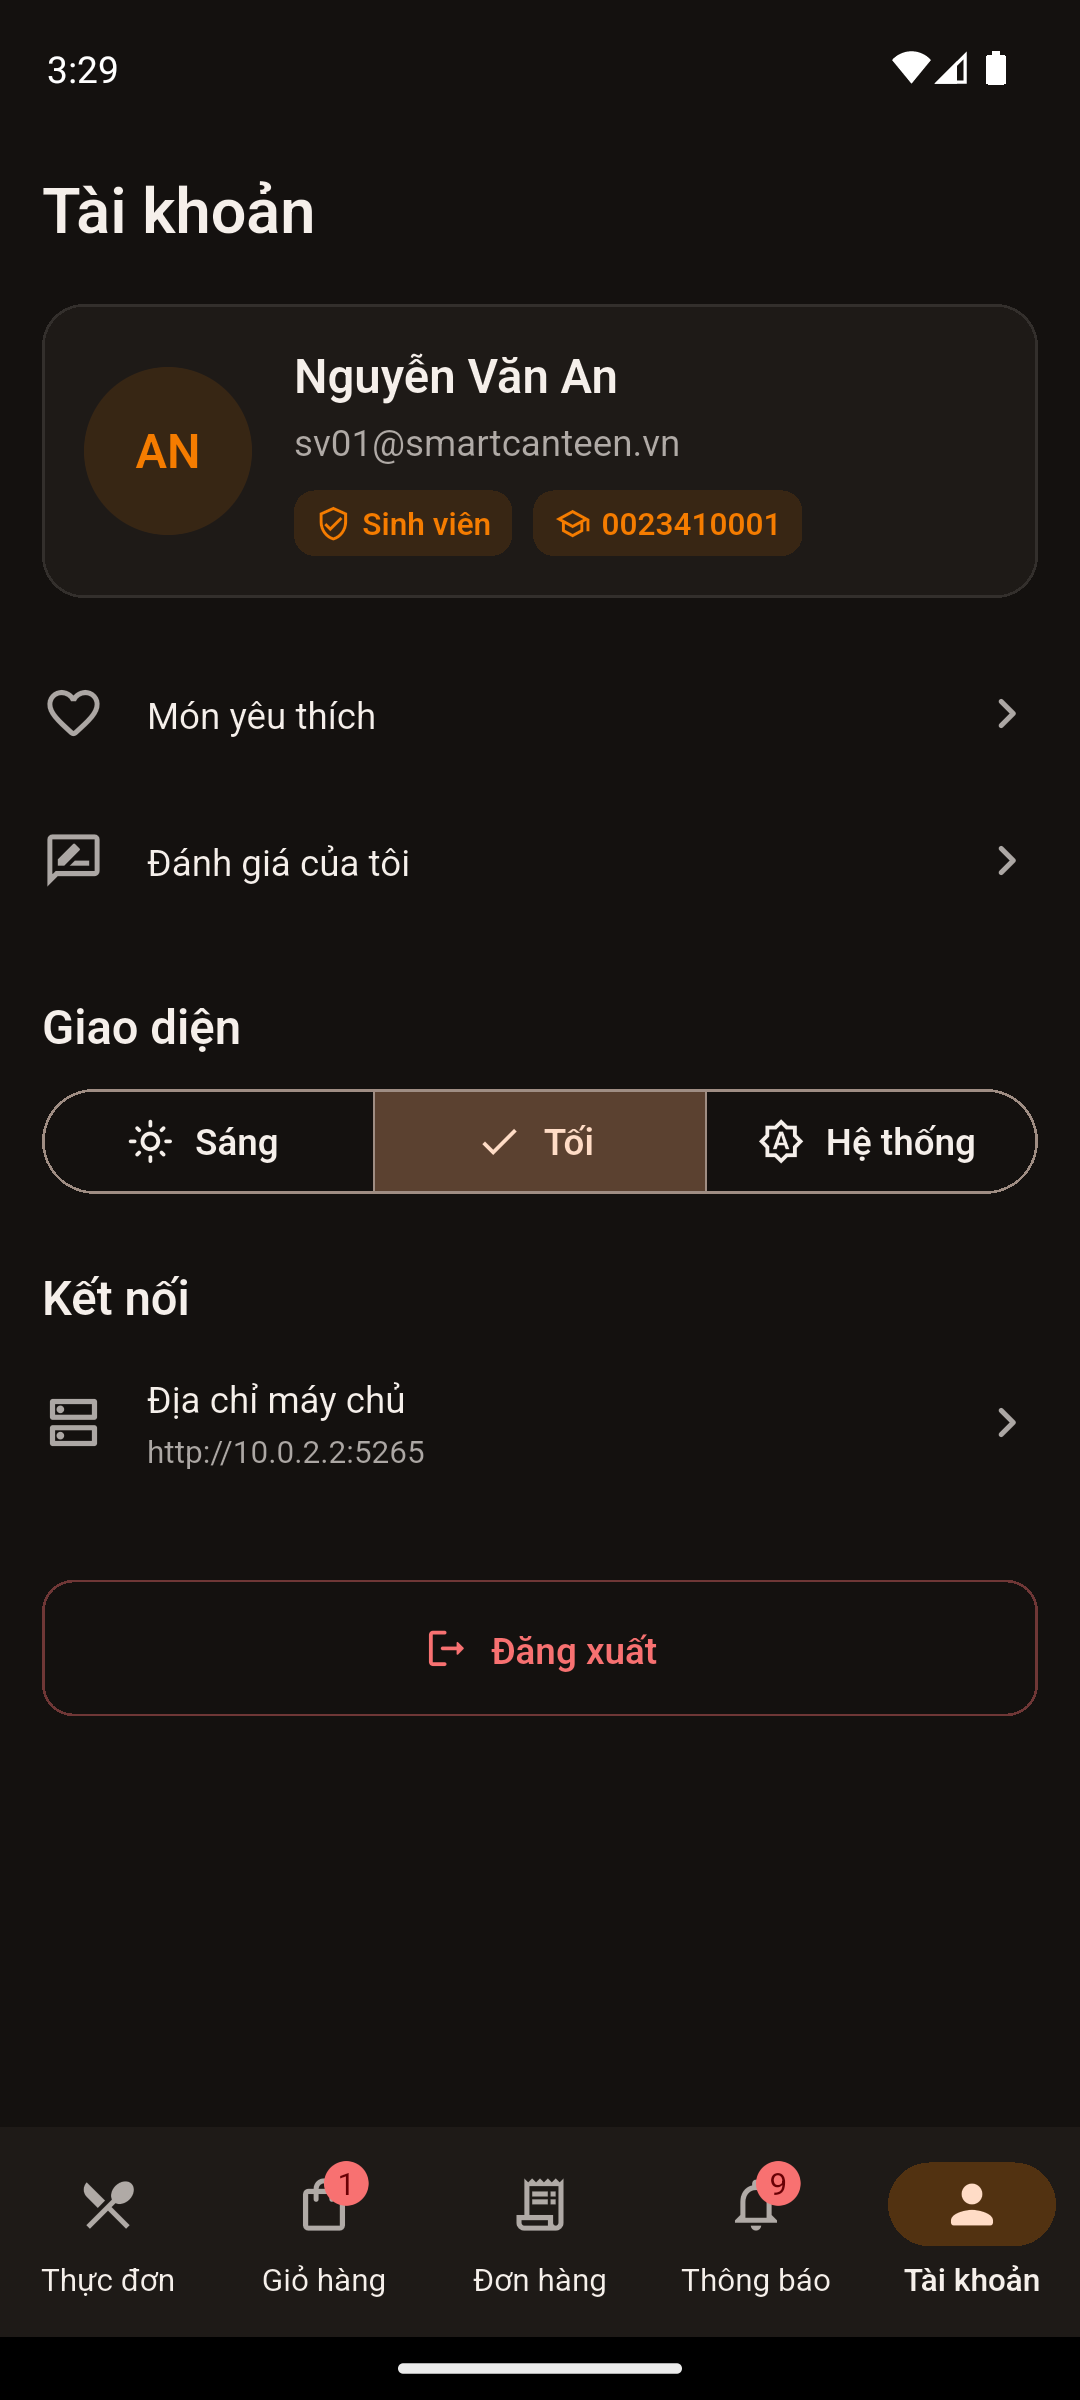 3:29
Tài khoản
AN
Nguyễn Văn An
sv01@smartcanteen.vn
Sinh viên
0023410001
Món yêu thích
Đánh giá của tôi
Giao diện
Sáng
Tối
A
Hệ thống
Kết nối
Địa chỉ máy chủ
http://10.0.2.2:5265
Đăng xuất
1
9
Thực đơn
Giỏ hàng
Đơn hàng
Thông báo
Tài khoản